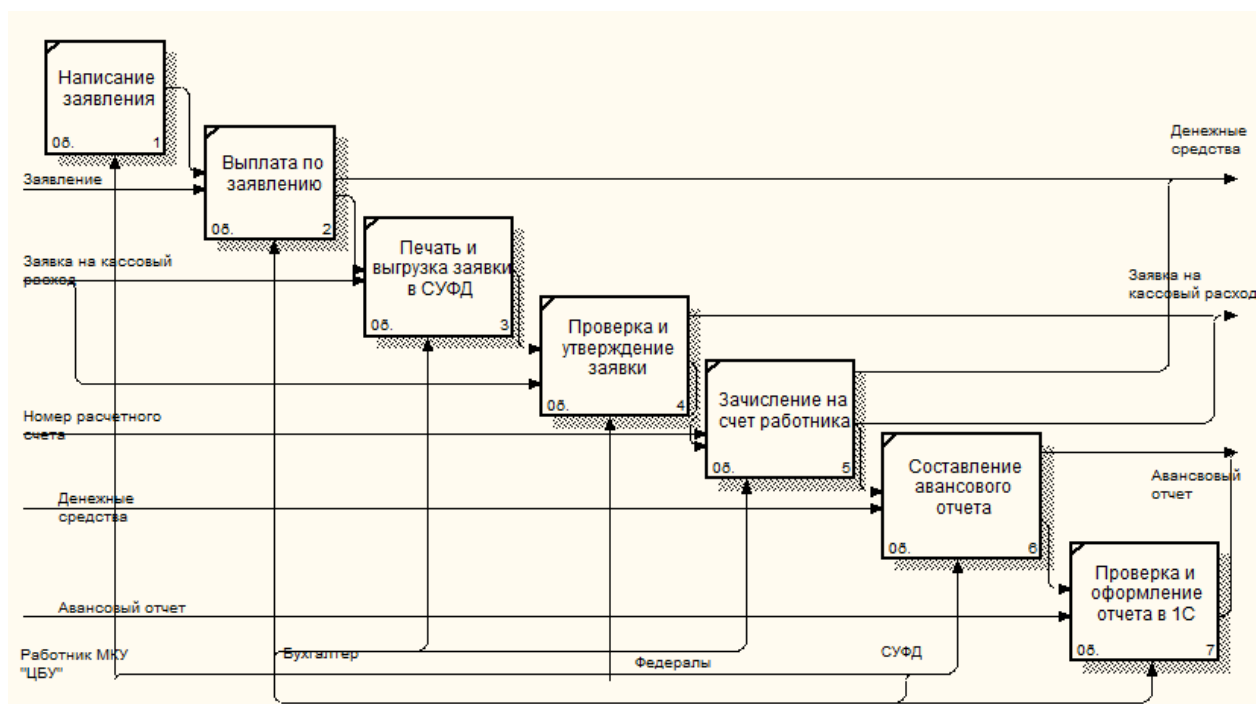 Написание
заявления
0б. 1
Заявление
Выплата по
заявлению
0б. 2
Денежные
средства
Заявка на кассовый
расход
Печать и
выгрузка заявки
в СУФД
0б. 3
Заявка на
кассовый расход
Проверка и
утверждение
заявки
0б. 4
Номер расчетного
счета
Зачисление на
счет работника
0б. 5
Денежные
средства
Составление
авансового
отчета
0б. 6
Авансвовый
отчет
Авансовый отчет
Проверка и
оформление
отчета в 1С
0б. 7
Работник МКУ
"ЦБУ"
Бухгалтер
Федералы
СУФД